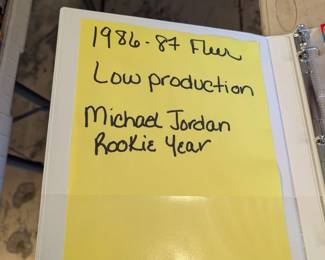 1986-87 Fleer
Low production
Michael Jordan
Rookie Year